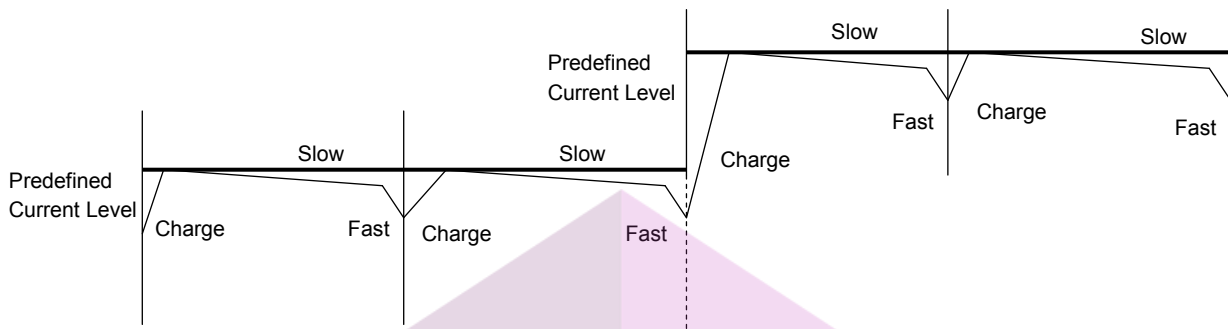 Slow
Slow
Predefined
Current Level
Fast
Charge
Fast
Charge
Slow
Slow
Predefined
Current Level
Charge
Fast
Charge
Fast